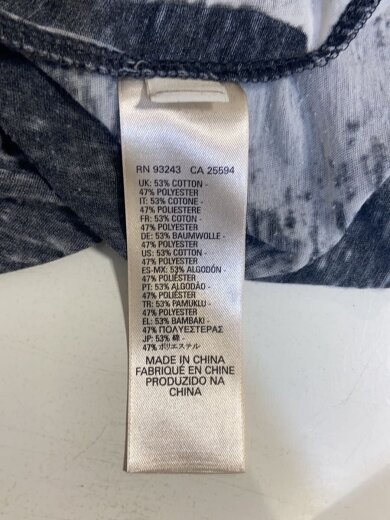 RN 93243 CA 25594
UK: 53% COTTON -
47% POLYESTER
IT: 53% COTONE -
47% POLIESTERE
FR: 53% COTON -
47% POLYESTER
DE: 53% BAUMWOLLE -
47% POLYESTER
US: 53% COTTON -
47% POLYESTER
ES-MX: 53% ALGODÓN -
47% POLIÉSTER
PT: 53% ALGODÃO -
47% POLIÉSTER
TR: 53% PAMUKLU -
47% POLYESTER
EL: 53% BAMBAKI -
47% ΠΟΛΥΕΣΤΕΡΑΣ
JP: 53% 綿 -
47% ポリエステル
MADE IN CHINA
FABRIQUÉ EN CHINE
PRODUZIDO NA
CHINA